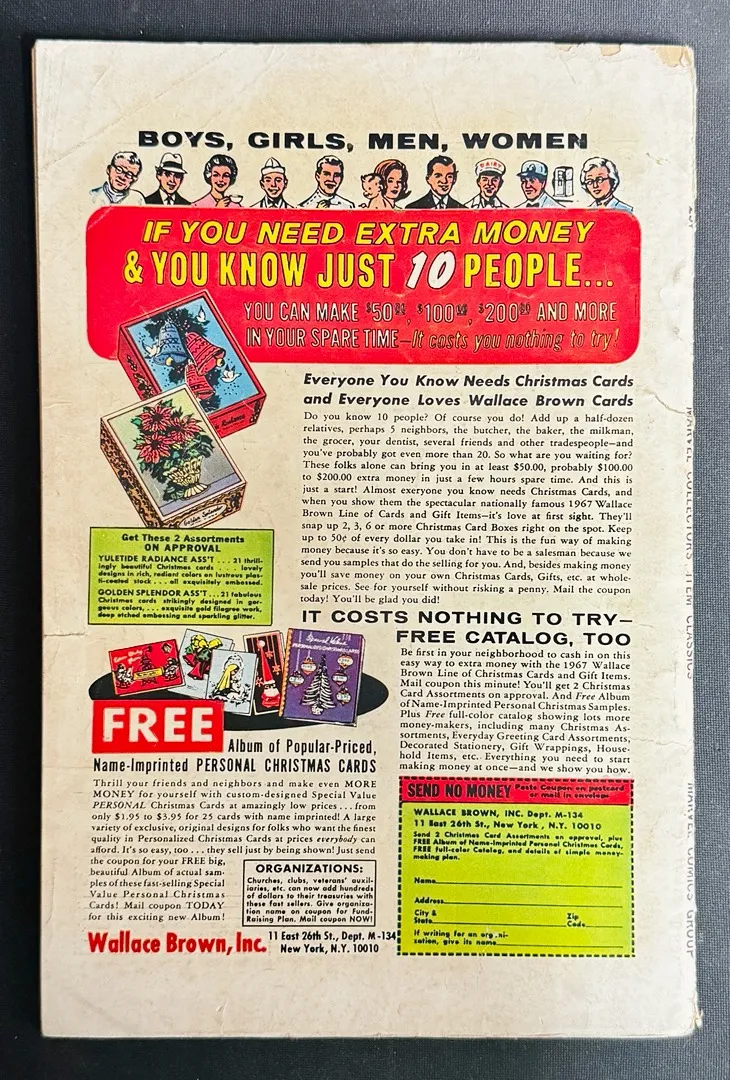 BOYS, GIRLS, MEN, WOMEN
DAIRY
IF YOU NEED EXTRA MONEY
& YOU KNOW JUST 10 PEOPLE...
YOU CAN MAKE $50⁰⁰, $100⁰⁰, $200⁰⁰ AND MORE
IN YOUR SPARE TIME—It costs you nothing to try!
Everyone You Know Needs Christmas Cards
and Everyone Loves Wallace Brown Cards
Do you know 10 people? Of course you do! Add up a half-dozen
relatives, perhaps 5 neighbors, the butcher, the baker, the milkman,
the grocer, your dentist, several friends and other tradespeople—and
you've probably got even more than 20. So what are you waiting for?
These folks alone can bring you in at least $50.00, probably $100.00
to $200.00 extra money in just a few hours spare time. And this is
just a start! Almost everyone you know needs Christmas Cards, and
when you show them the spectacular nationally famous 1967 Wallace
Brown Line of Cards and Gift Items—it's love at first sight. They'll
snap up 2, 3, 6 or more Christmas Card Boxes right on the spot. Keep
up to 50¢ of every dollar you take in! This is the fun way of making
money because it's so easy. You don't have to be a salesman because we
send you samples that do the selling for you. And, besides making money
you'll save money on your own Christmas Cards, Gifts, etc. at whole-
sale prices. See for yourself without risking a penny. Mail the coupon
today! You'll be glad you did!
Radiance
Golden Splendor
Get These 2 Assortments
ON APPROVAL
YULETIDE RADIANCE ASS'T . . . 21 thrill-
ingly beautiful Christmas cards . . . lovely
designs in rich, radiant colors on lustrous plas-
ti-coated stock . . . all exquisitely embossed.
GOLDEN SPLENDOR ASS'T . . . 21 fabulous
Christmas cards strikingly designed in gor-
geous colors, . . . exquisite gold filegree work,
deep etched embossing and sparkling glitter.
IT COSTS NOTHING TO TRY—
FREE CATALOG, TOO
Be first in your neighborhood to cash in on this
easy way to extra money with the 1967 Wallace
Brown Line of Christmas Cards and Gift Items.
Mail coupon this minute! You'll get 2 Christmas
Card Assortments on approval. And Free Album
of Name-Imprinted Personal Christmas Samples.
Plus Free full-color catalog showing lots more
money-makers, including many Christmas As-
sortments, Everyday Greeting Card Assortments,
Decorated Stationery, Gift Wrappings, House-
hold Items, etc. Everything you need to start
making money at once—and we show you how.
Special Value
PERSONALIZED CHRISTMAS CARDS
FREE
Album of Popular-Priced,
Name-Imprinted PERSONAL CHRISTMAS CARDS
Thrill your friends and neighbors and make even MORE
MONEY for yourself with custom-designed Special Value
PERSONAL Christmas Cards at amazingly low prices . . . from
only $1.95 to $3.95 for 25 cards with name imprinted! A large
variety of exclusive, original designs for folks who want the finest
quality in Personalized Christmas Cards at prices everybody can
afford. It's so easy, too . . . they sell just by being shown! Just send
the coupon for your FREE big,
beautiful Album of actual sam-
ples of these fast-selling Special
Value Personal Christmas
Cards! Mail coupon TODAY
for this exciting new Album!
ORGANIZATIONS:
Churches, clubs, veterans' auxil-
iaries, etc. can now add hundreds
of dollars to their treasuries with
these fast sellers. Give organiza-
tion name on coupon for Fund-
Raising Plan. Mail coupon NOW!
Wallace Brown, Inc.
11 East 26th St., Dept. M-134
New York, N.Y. 10010
SEND NO MONEY Paste Coupon on postcard
or mail in envelope
WALLACE BROWN, INC. Dept. M-134
11 East 26th St., New York, N.Y. 10010
Send 2 Christmas Card Assortments on approval, plus
FREE Album of Name-Imprinted Personal Christmas Cards,
FREE full-color Catalog, and details of simple money-
making plan.
Name
Address
City &
State
Zip
Code
If writing for an organi-
zation, give its name
MARVEL COLLECTORS' ITEM CLASSICS
MARVEL COMICS GROUP